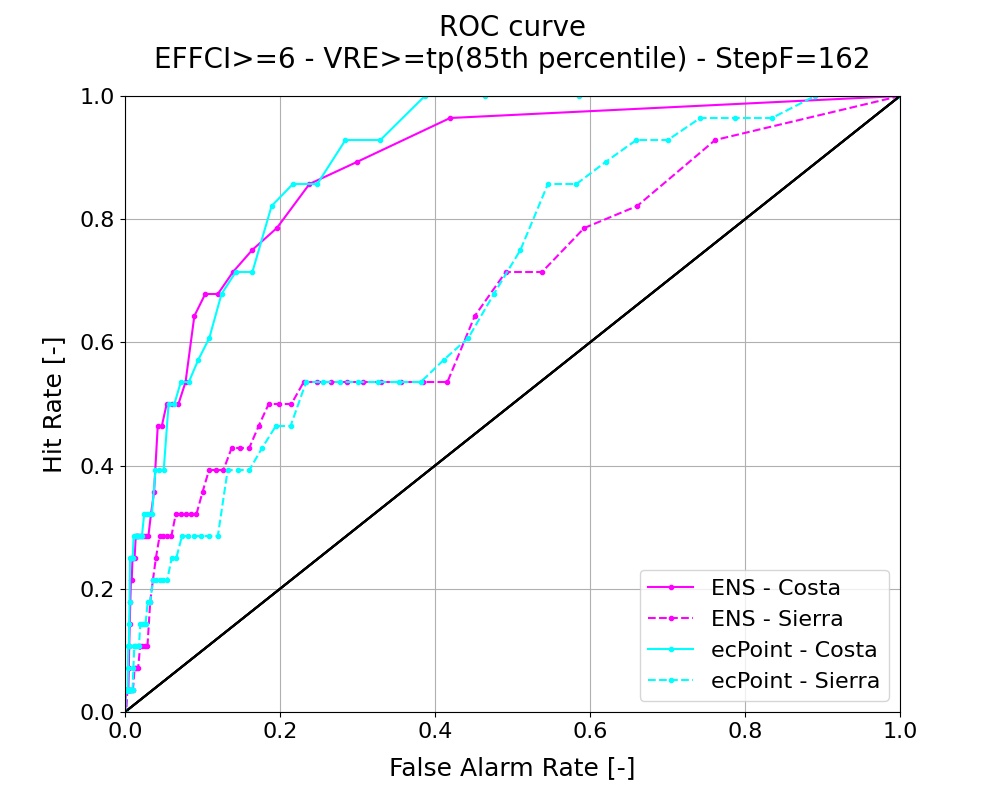 ROC curve
EFFCI>=6 - VRE>=tp(85th percentile) - StepF=162
1.0
0.8
0.6
0.4
0.2
0.0
Hit Rate [-]
ENS - Costa
ENS - Sierra
ecPoint - Costa
ecPoint - Sierra
0.0 0.2 0.4 0.6 0.8 1.0
False Alarm Rate [-]